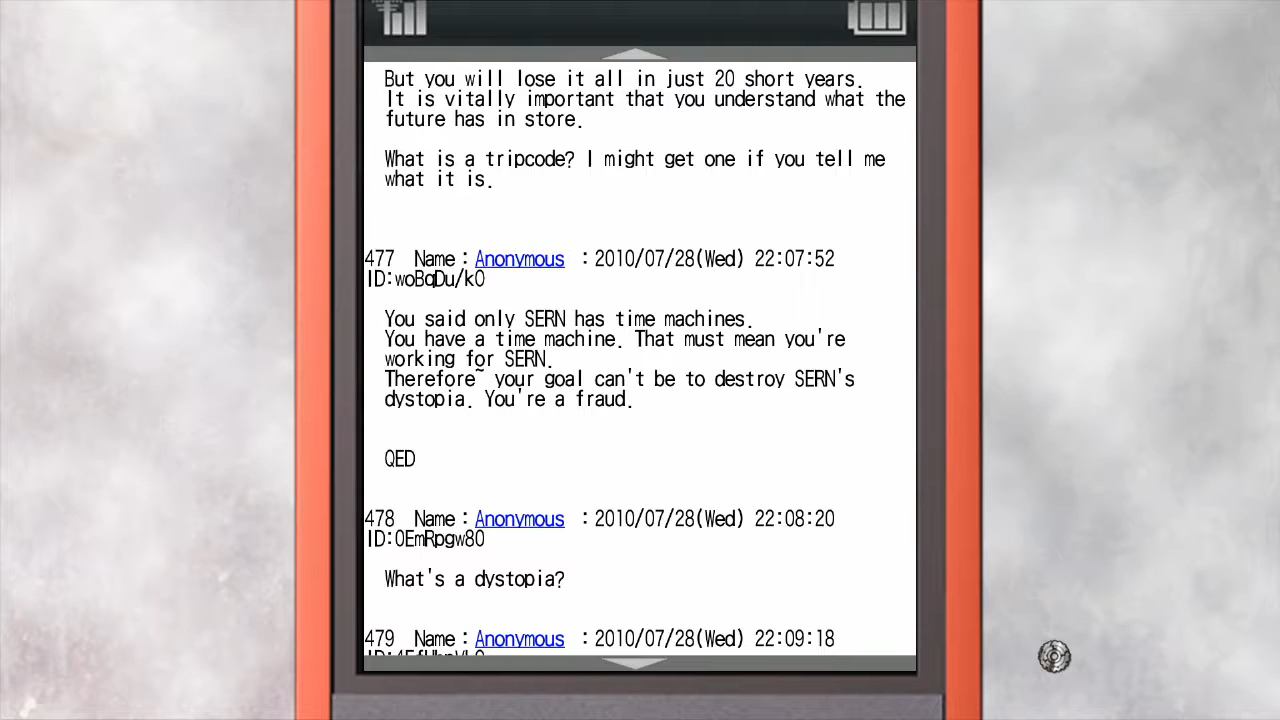 But you will lose it all in just 20 short years.
It is vitally important that you understand what the
future has in store.
What is a tripcode? I might get one if you tell me
what it is.
477 Name：Anonymous ：2010/07/28(Wed) 22:07:52
ID:woBqDu/k0
You said only SERN has time machines.
You have a time machine. That must mean you're
working for SERN.
Therefore~ your goal can't be to destroy SERN's
dystopia. You're a fraud.
QED
478 Name：Anonymous ：2010/07/28(Wed) 22:08:20
ID:0EmRpgw80
What's a dystopia?
479 Name：Anonymous ：2010/07/28(Wed) 22:09:18